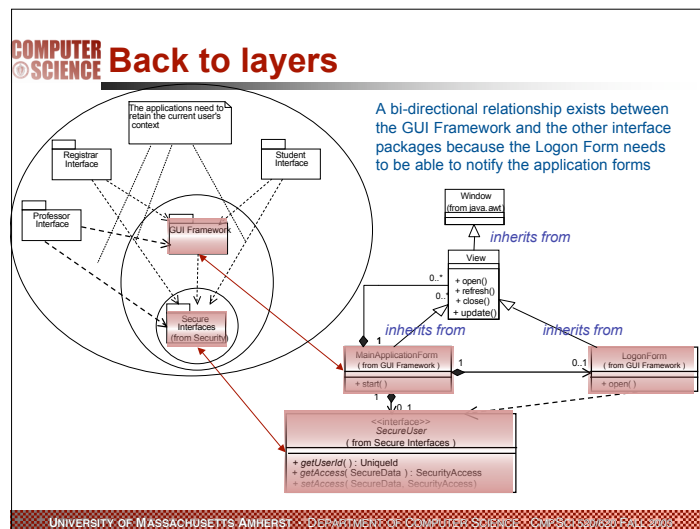 COMPUTER
SCIENCE
Back to layers
The applications need to
retain the current user's
context
A bi-directional relationship exists between
the GUI Framework and the other interface
packages because the Logon Form needs
to be able to notify the application forms
Registrar
Interface
Student
Interface
Professor
Interface
GUI Framework
Secure
Interfaces
(from Security)
Window
(from java.awt)
inherits from
View
+ open()
+ refresh()
+ close()
+ update()
0..*
0..*
inherits from
inherits from
1
MainApplicationForm
( from GUI Framework )
+ start( )
1
0..1
LogonForm
( from GUI Framework )
+ open( )
1
0..1
<<interface>>
SecureUser
( from Secure Interfaces )
+ getUserId( ) : UniqueId
+ getAccess( SecureData ) : SecurityAccess
+ setAccess( SecureData, SecurityAccess)
UNIVERSITY OF MASSACHUSETTS AMHERST DEPARTMENT OF COMPUTER SCIENCE CMPSCI 520/620 FALL 2009